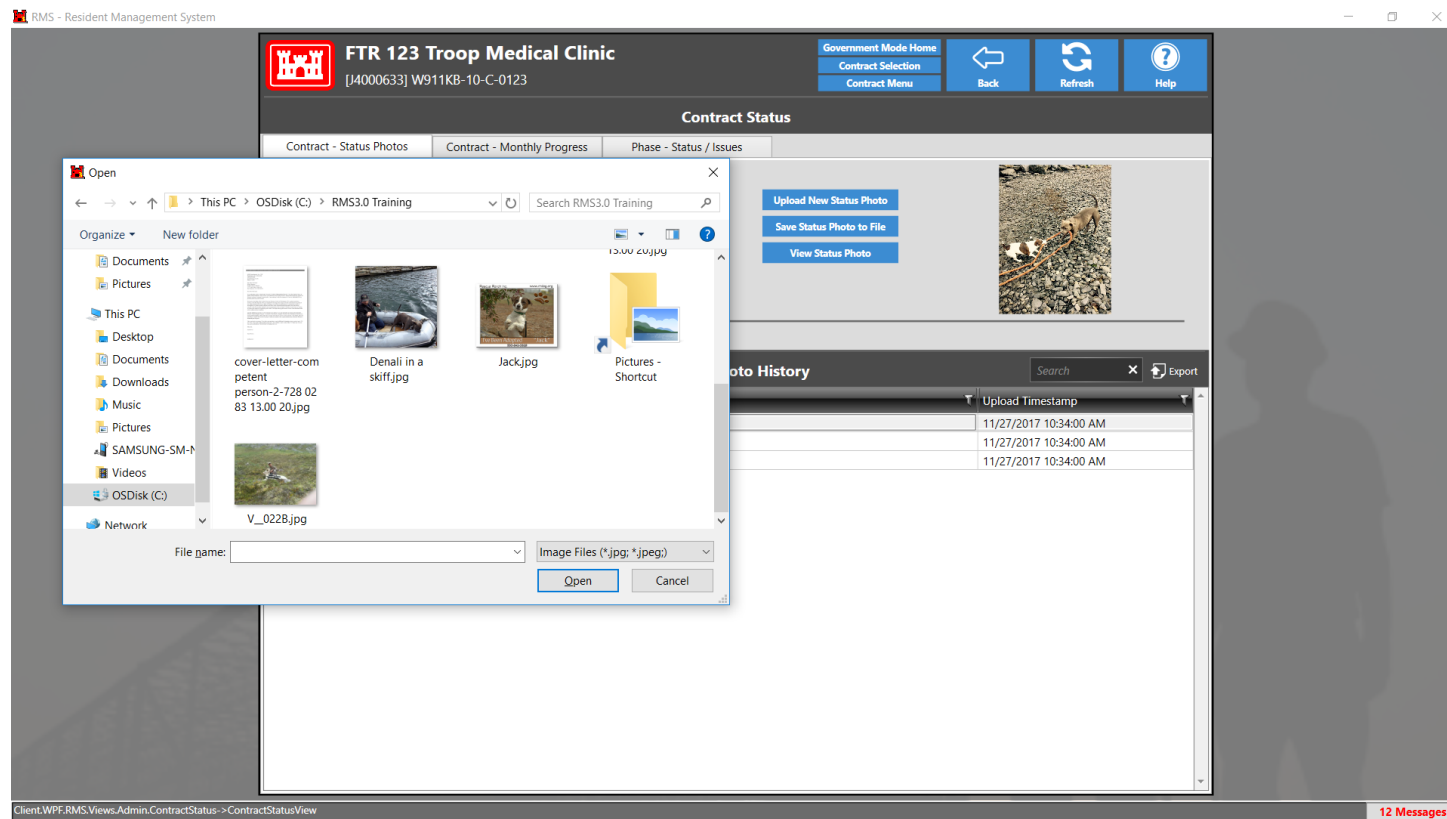 RMS - Resident Management System
FTR 123 Troop Medical Clinic
[J4000633] W911KB-10-C-0123
Government Mode Home
Contract Selection
Contract Menu
Back
Refresh
Help
Contract Status
Contract - Status Photos
Contract - Monthly Progress
Phase - Status / Issues
Open
This PC > OSDisk (C:) > RMS3.0 Training
Search RMS3.0 Training
Organize
New folder
Documents
Pictures
This PC
Desktop
Documents
Downloads
Music
Pictures
SAMSUNG-SM-N
Videos
OSDisk (C:)
Network
13.00 20.jpg
cover-letter-com
petent
person-2-728 02
83 13.00 20.jpg
Denali in a
skiff.jpg
Jack.jpg
Pictures -
Shortcut
V__022B.jpg
File name:
Image Files (*.jpg; *.jpeg;)
Open
Cancel
Upload New Status Photo
Save Status Photo to File
View Status Photo
oto History
Search
Export
Upload Timestamp
11/27/2017 10:34:00 AM
11/27/2017 10:34:00 AM
11/27/2017 10:34:00 AM
Client.WPF.RMS.Views.Admin.ContractStatus->ContractStatusView
12 Messages